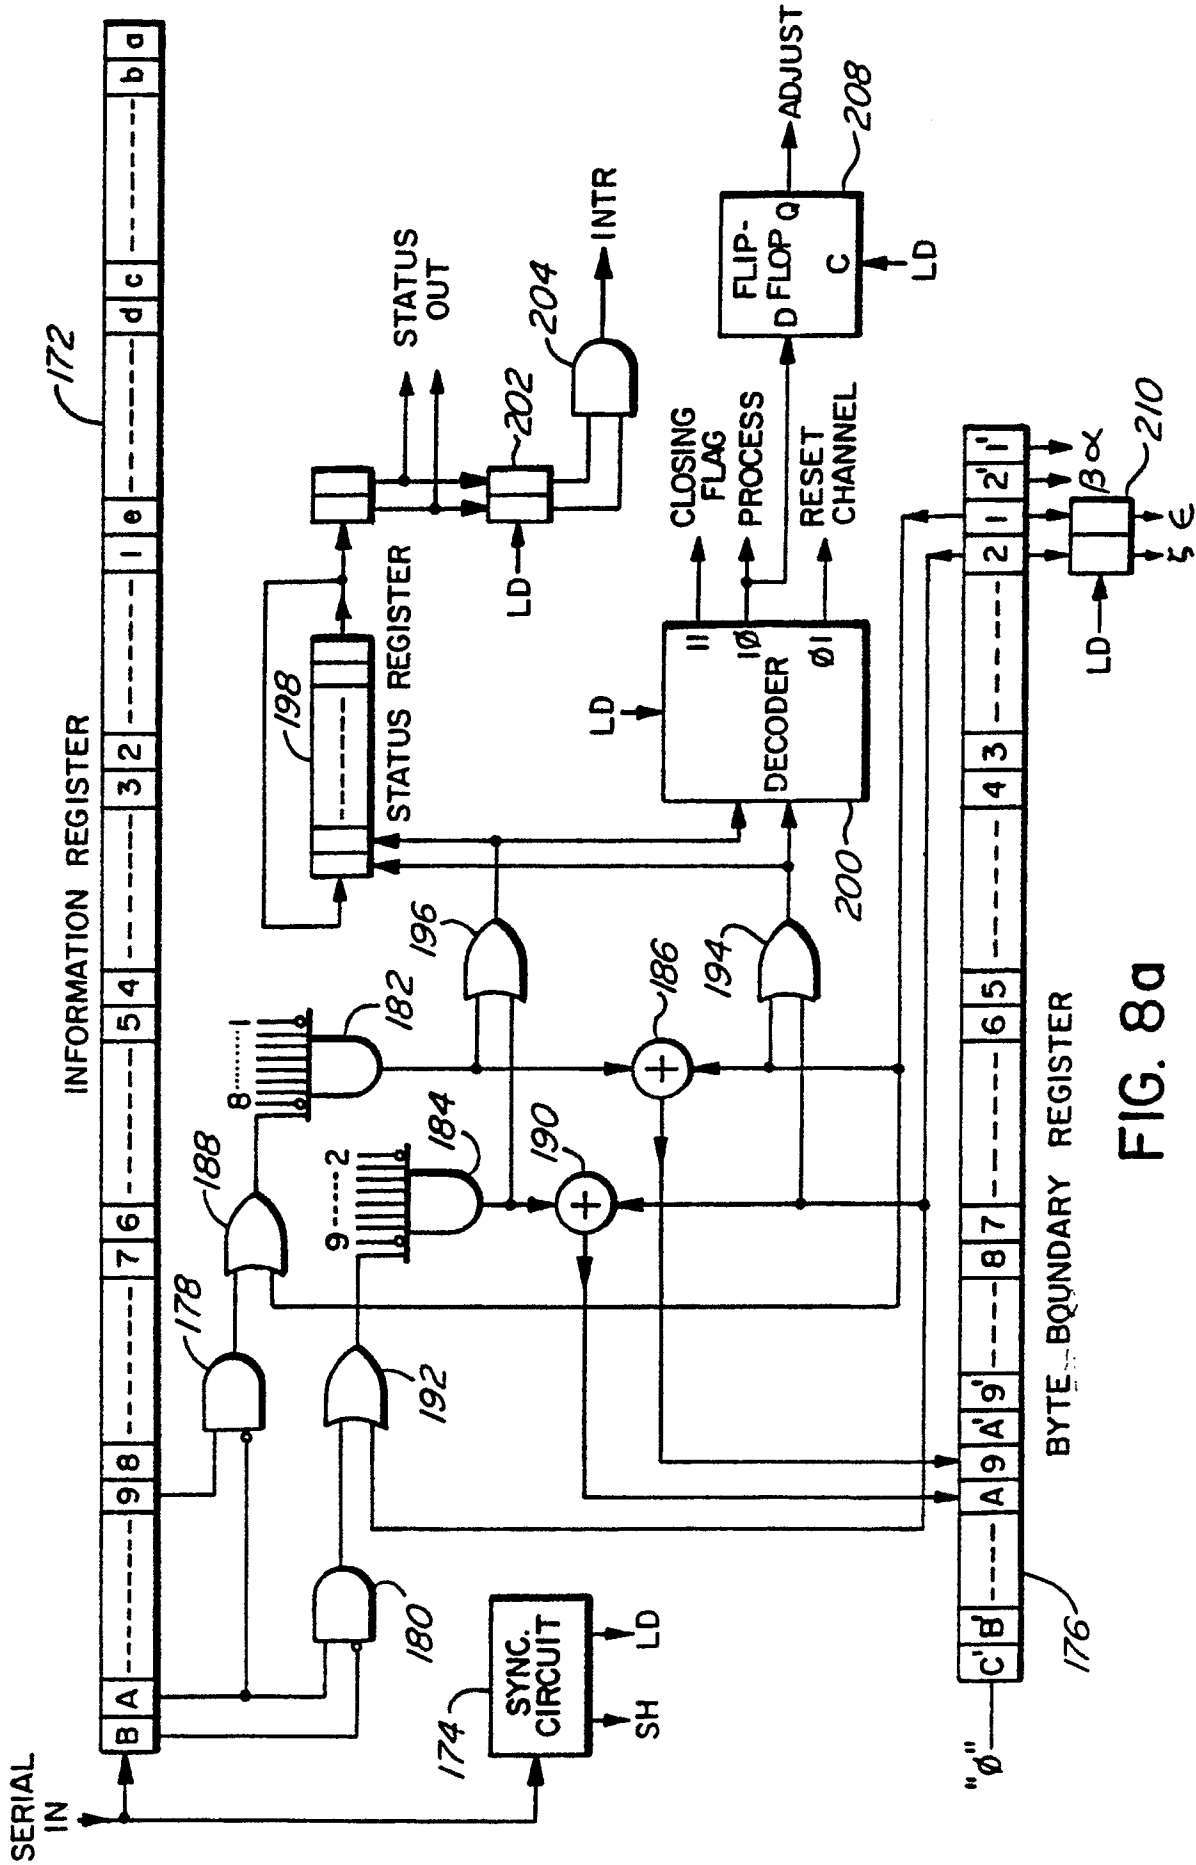 SERIAL
IN
INFORMATION REGISTER
172
B A 9 8 7 6 5 4 3 2 1 e d c b a
178
188
8 1
182
180
192
9 2
184
190
186
196
194
198
STATUS REGISTER
STATUS
OUT
LD
202
204
INTR
174
SYNC.
CIRCUIT
SH
LD
LD
DECODER
11
1Ø
Ø1
200
CLOSING
FLAG
PROCESS
RESET
CHANNEL
FLIP-
FLOP
D
Q
C
LD
208
ADJUST
"Ø"
C' B' A 9 A' 9' 8 7 6 5 4 3 2 1 2' 1'
176
BYTE BOUNDARY REGISTER
β α
LD
210
ζ ϵ
FIG. 8a